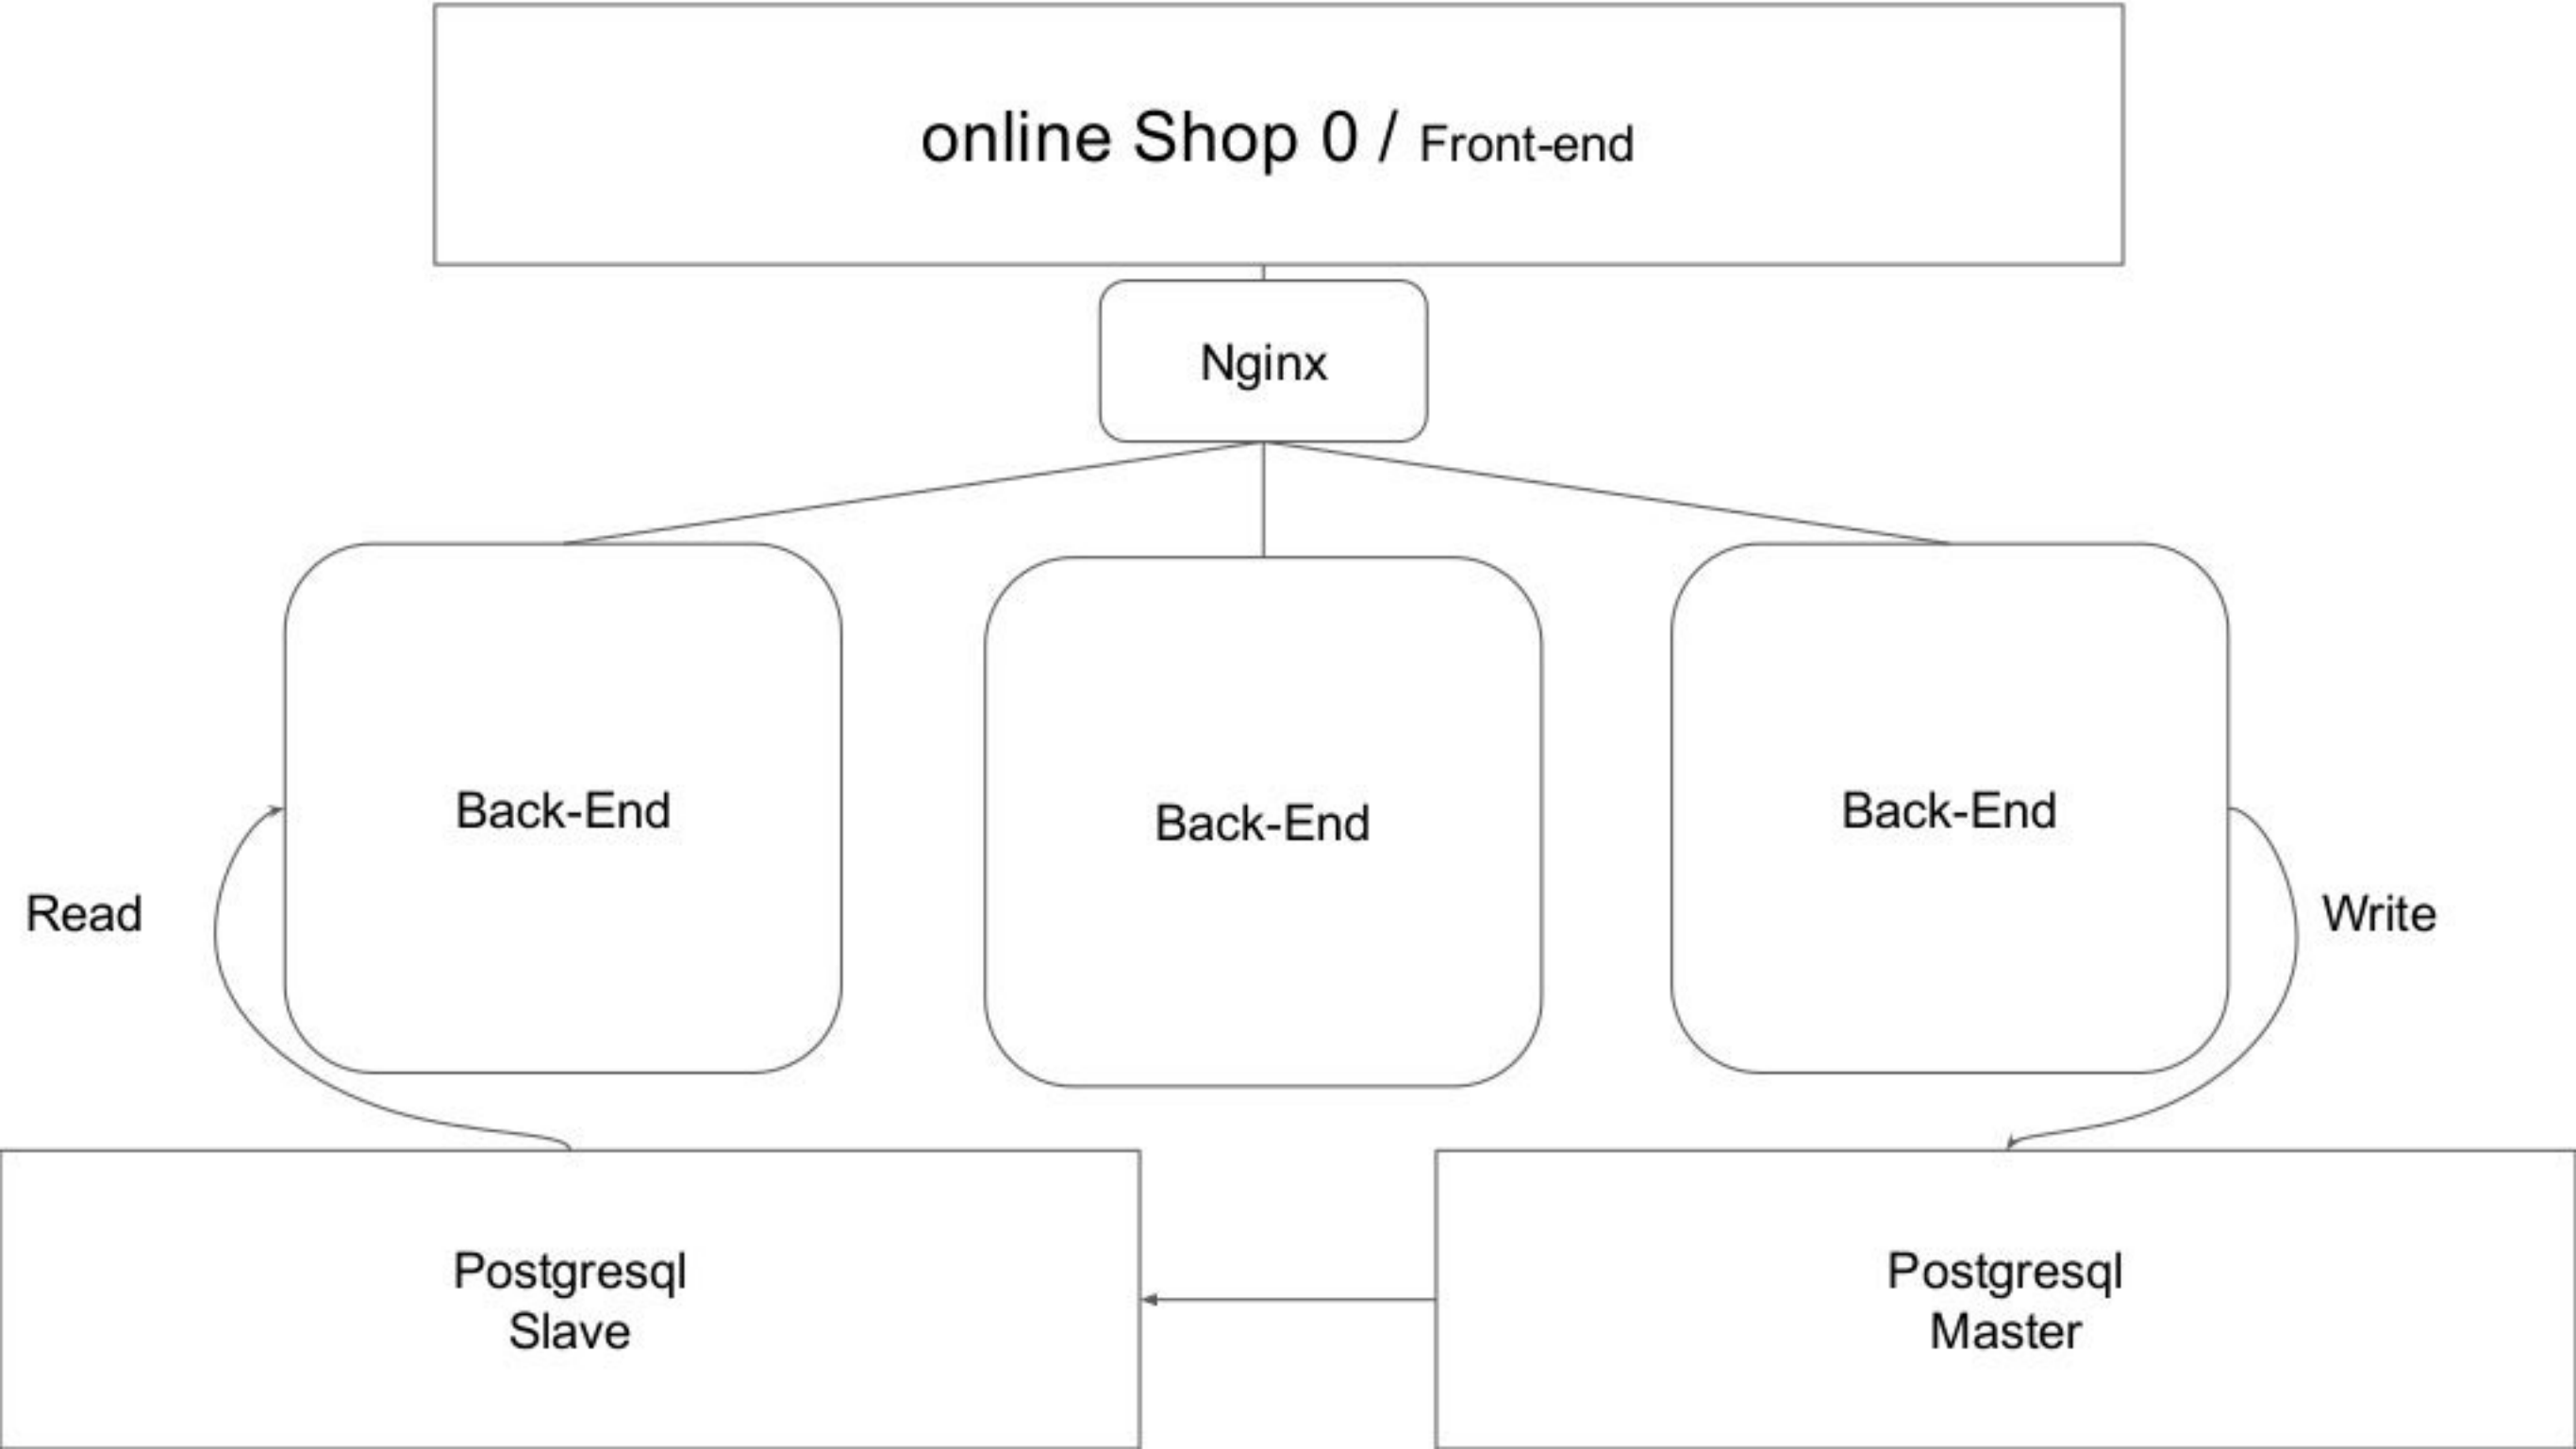 online Shop 0 / Front-end
Nginx
Back-End
Back-End
Back-End
Read
Write
Postgresql
Slave
Postgresql
Master